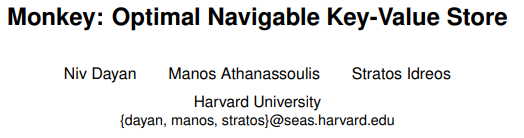 Monkey: Optimal Navigable Key-Value Store
Niv Dayan Manos Athanassoulis Stratos Idreos
Harvard University
{dayan, manos, stratos}@seas.harvard.edu